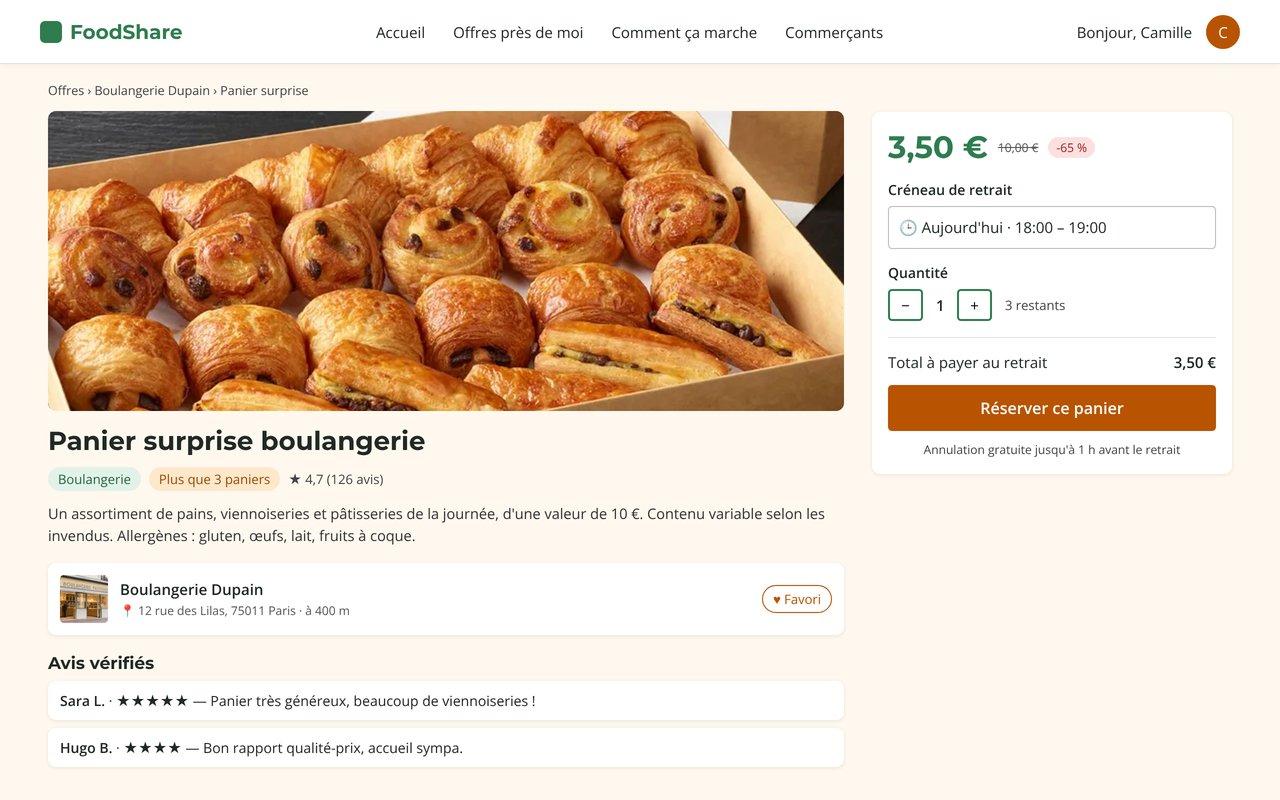 FoodShare
Accueil
Offres près de moi
Comment ça marche
Commerçants
Bonjour, Camille
C
Offres › Boulangerie Dupain › Panier surprise
3,50 € 10,00 € -65 %
Créneau de retrait
🕒 Aujourd'hui · 18:00 – 19:00
Quantité
− 1 + 3 restants
Total à payer au retrait 3,50 €
Réserver ce panier
Annulation gratuite jusqu'à 1 h avant le retrait
Panier surprise boulangerie
Boulangerie Plus que 3 paniers ★ 4,7 (126 avis)
Un assortiment de pains, viennoiseries et pâtisseries de la journée, d'une valeur de 10 €. Contenu variable selon les
invendus. Allergènes : gluten, œufs, lait, fruits à coque.
Boulangerie Dupain
📍 12 rue des Lilas, 75011 Paris · à 400 m
♥ Favori
Avis vérifiés
Sara L. · ★★★★★ — Panier très généreux, beaucoup de viennoiseries !
Hugo B. · ★★★★ — Bon rapport qualité-prix, accueil sympa.